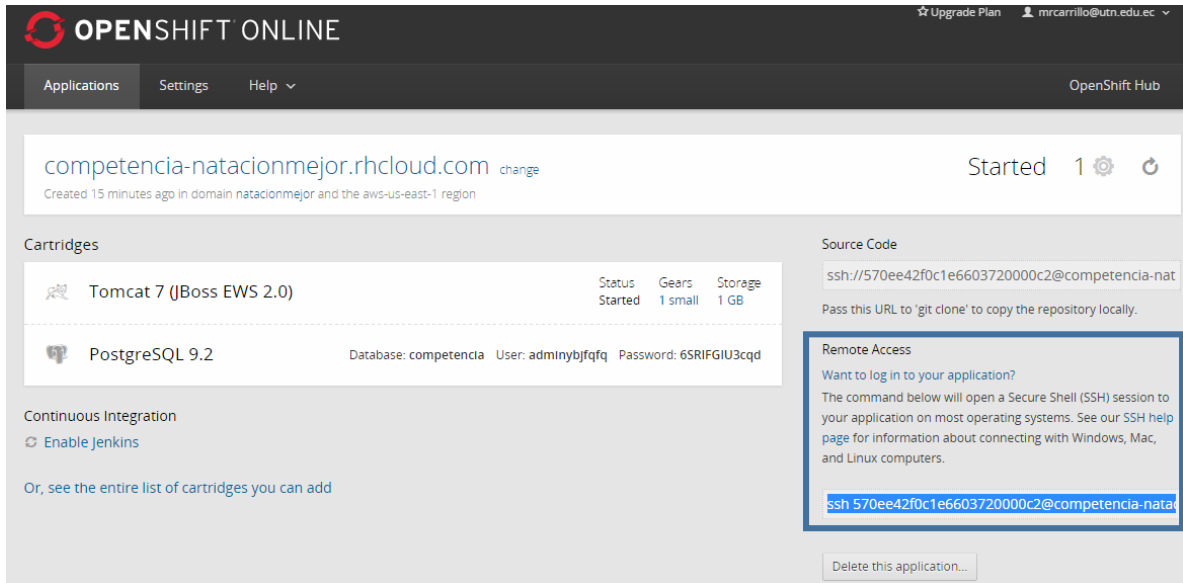 Upgrade Plan mrcarrillo@utn.edu.ec
OPENSHIFT ONLINE
Applications Settings Help OpenShift Hub
competencia-natacionmejor.rhcloud.com change
Started 1
Created 15 minutes ago in domain natacionmejor and the aws-us-east-1 region
Cartridges
Tomcat 7 (JBoss EWS 2.0)
Status Gears Storage
Started 1 small 1 GB
PostgreSQL 9.2
Database: competencia User: adminybjfqfq Password: 6SRIFGIU3cqd
Continuous Integration
Enable Jenkins
Or, see the entire list of cartridges you can add
Source Code
ssh://570ee42f0c1e6603720000c2@competencia-nat
Pass this URL to 'git clone' to copy the repository locally.
Remote Access
Want to log in to your application?
The command below will open a Secure Shell (SSH) session to
your application on most operating systems. See our SSH help
page for information about connecting with Windows, Mac,
and Linux computers.
ssh 570ee42f0c1e6603720000c2@competencia-natac
Delete this application...